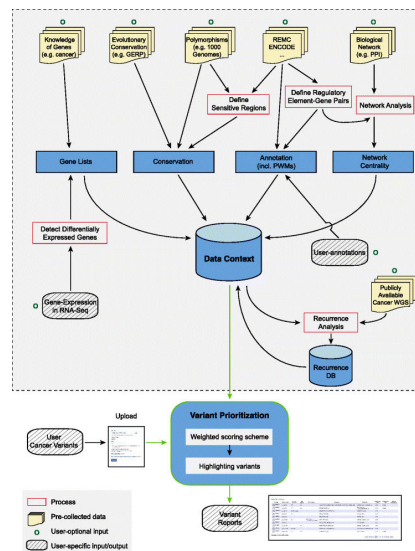 Knowledge
of Genes
(e.g. cancer)
Evolutionary
Conservation
(e.g. GERP)
Polymorphisms
(e.g. 1000
Genomes)
REMC
ENCODE
...
Biological
Network
(e.g. PPI)
Define
Sensitive Regions
Define Regulatory
Element-Gene Pairs
Network Analysis
Gene Lists
Conservation
Annotation
(incl. PWMs)
Network
Centrality
Detect Differentially
Expressed Genes
Data Context
User-annotations
Gene-Expression
in RNA-Seq
Publicly
Available
Cancer WGS
Recurrence
Analysis
Recurrence
DB
Upload
Variant Prioritization
User
Cancer Variants
Weighted scoring scheme
Highlighting variants
Variant
Reports
Process
Pre-collected data
User-optional input
User-specific input/output